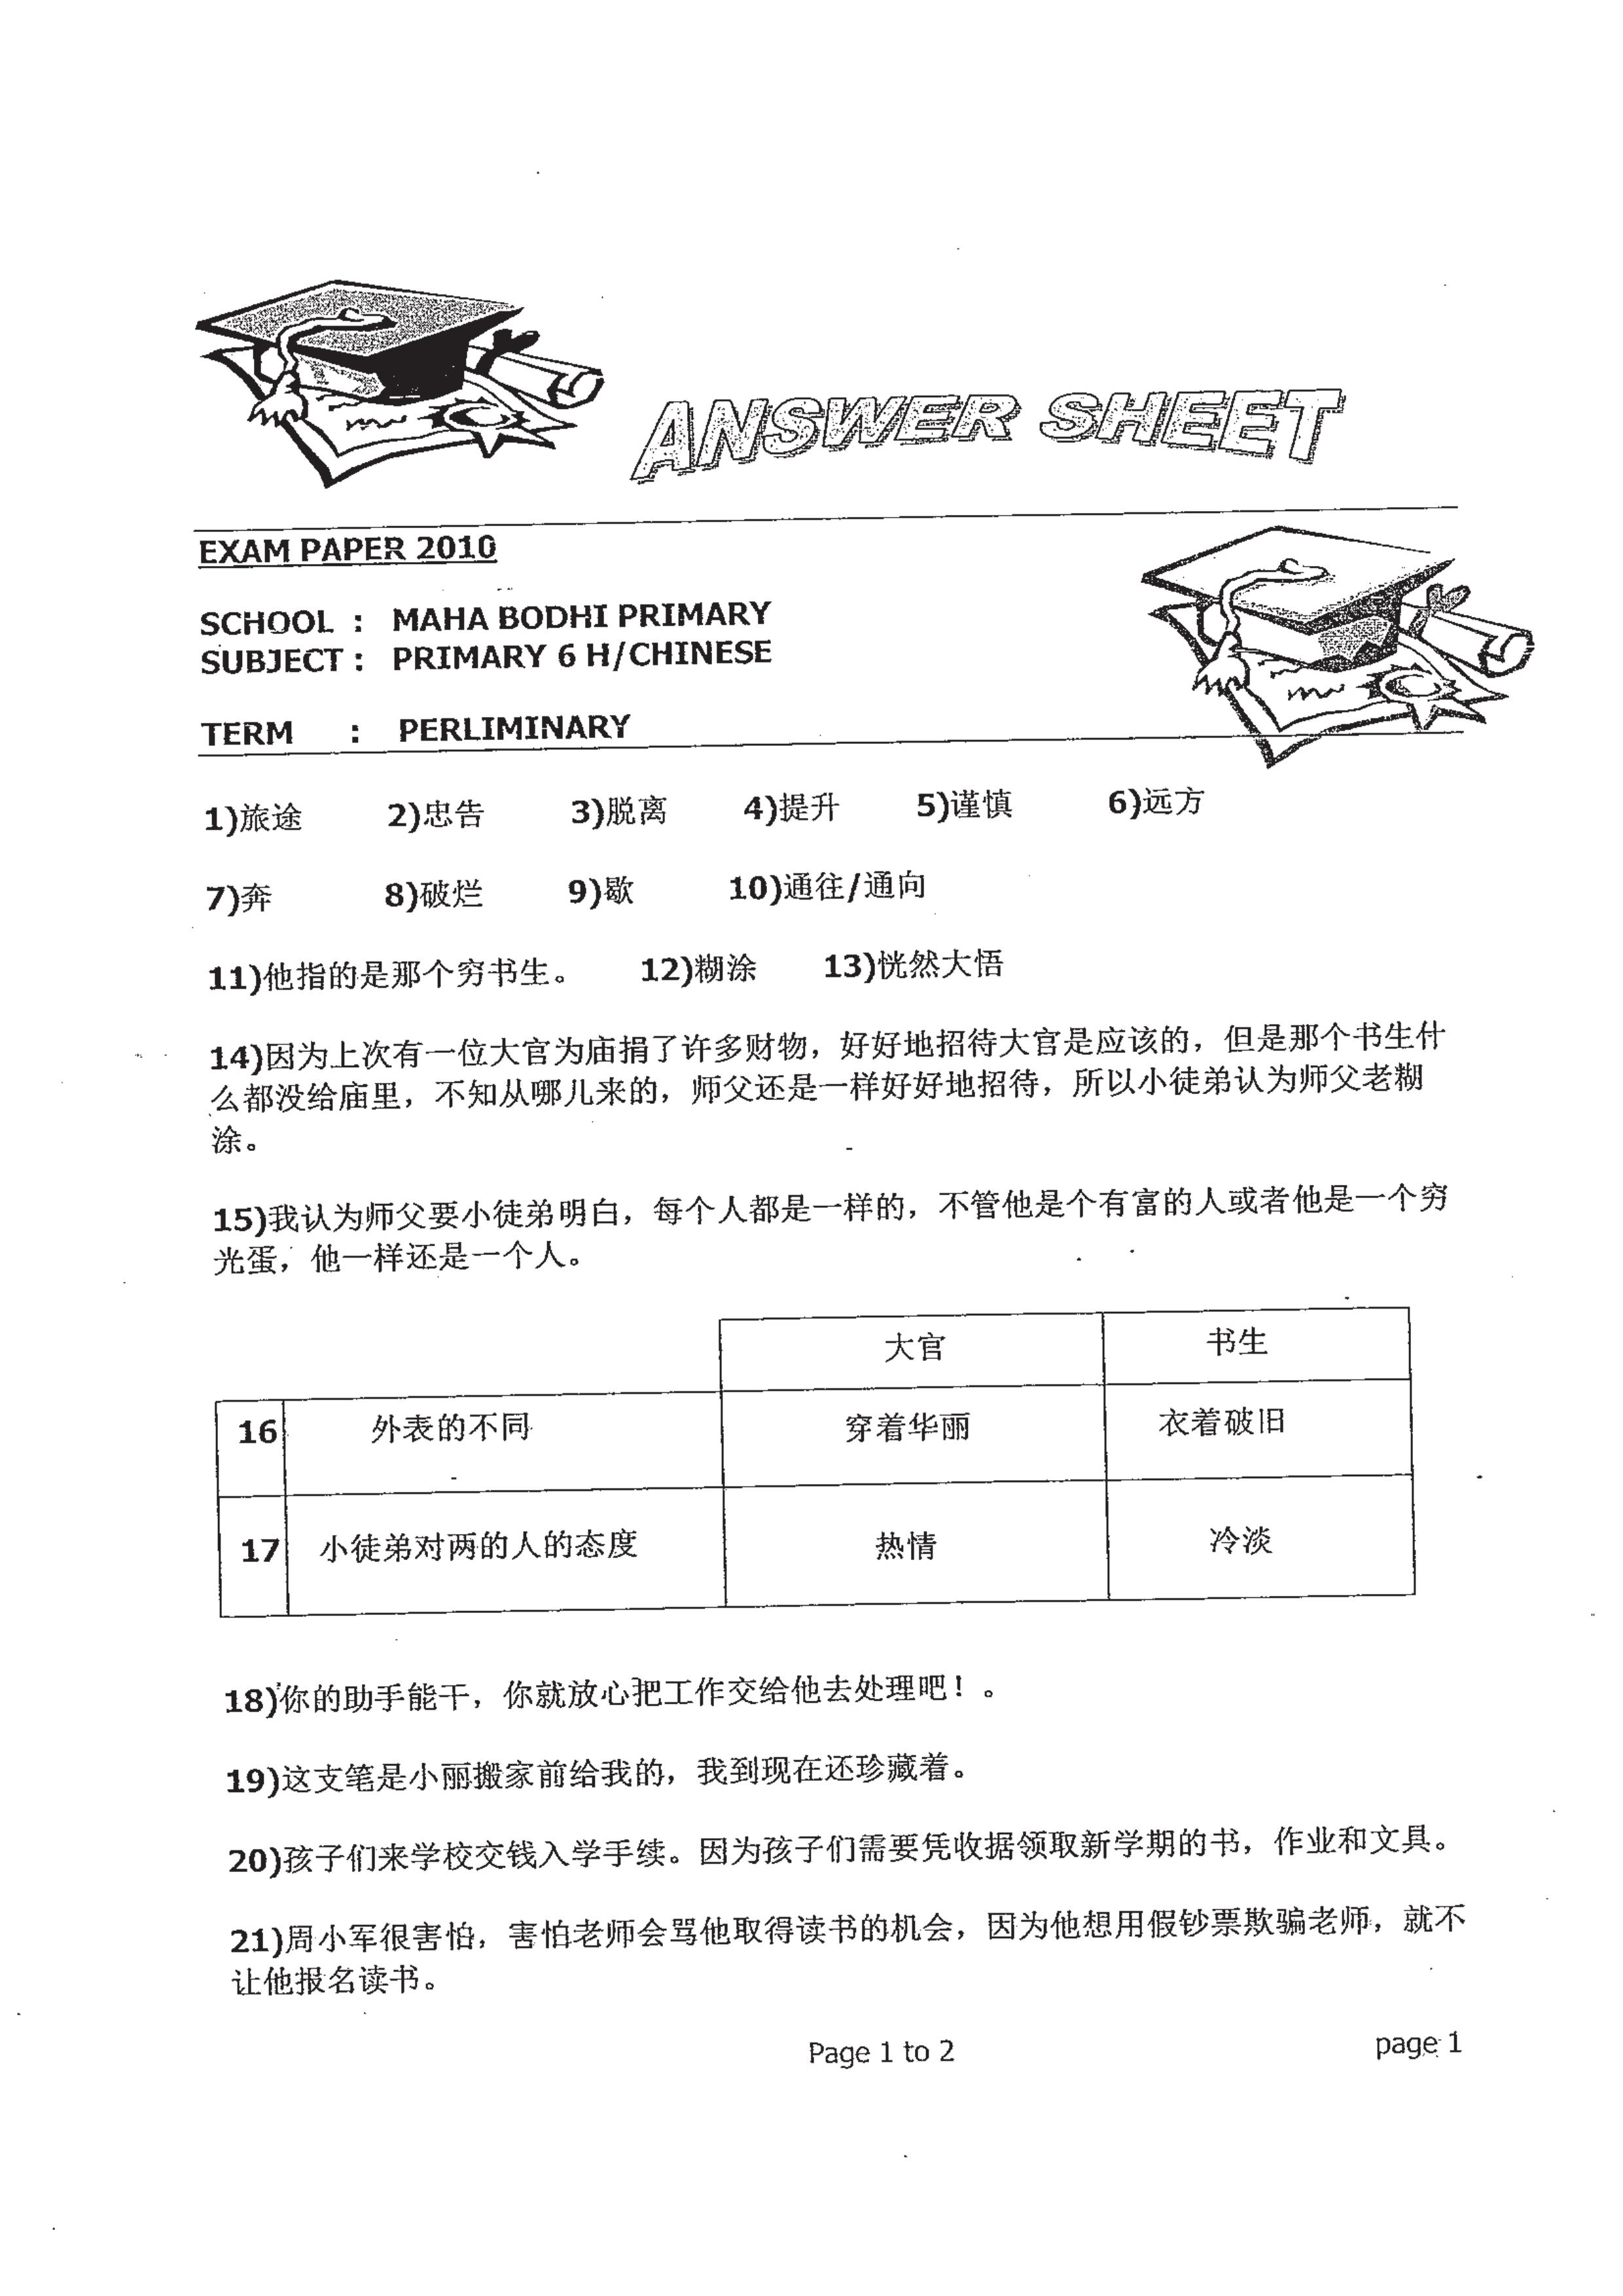 ANSWER SHEET
EXAM PAPER 2010
SCHOOL : MAHA BODHI PRIMARY
SUBJECT : PRIMARY 6 H/CHINESE
TERM : PERLIMINARY
1)旅途 2)忠告 3)脱离 4)提升 5)谨慎 6)远方
7)奔 8)破烂 9)歇 10)通往/通向
11)他指的是那个穷书生。 12)糊涂 13)恍然大悟
14)因为上次有一位大官为庙捐了许多财物，好好地招待大官是应该的，但是那个书生什
么都没给庙里，不知从哪儿来的，师父还是一样好好地招待，所以小徒弟认为师父老糊
涂。
15)我认为师父要小徒弟明白，每个人都是一样的，不管他是个有富的人或者他是一个穷
光蛋，他一样还是一个人。
大官 书生
16 外表的不同 穿着华丽 衣着破旧
17 小徒弟对两的人的态度 热情 冷淡
18)你的助手能干，你就放心把工作交给他去处理吧！。
19)这支笔是小丽搬家前给我的，我到现在还珍藏着。
20)孩子们来学校交钱入学手续。因为孩子们需要凭收据领取新学期的书，作业和文具。
21)周小军很害怕，害怕老师会骂他取得读书的机会，因为他想用假钞票欺骗老师，就不
让他报名读书。
Page 1 to 2 page 1